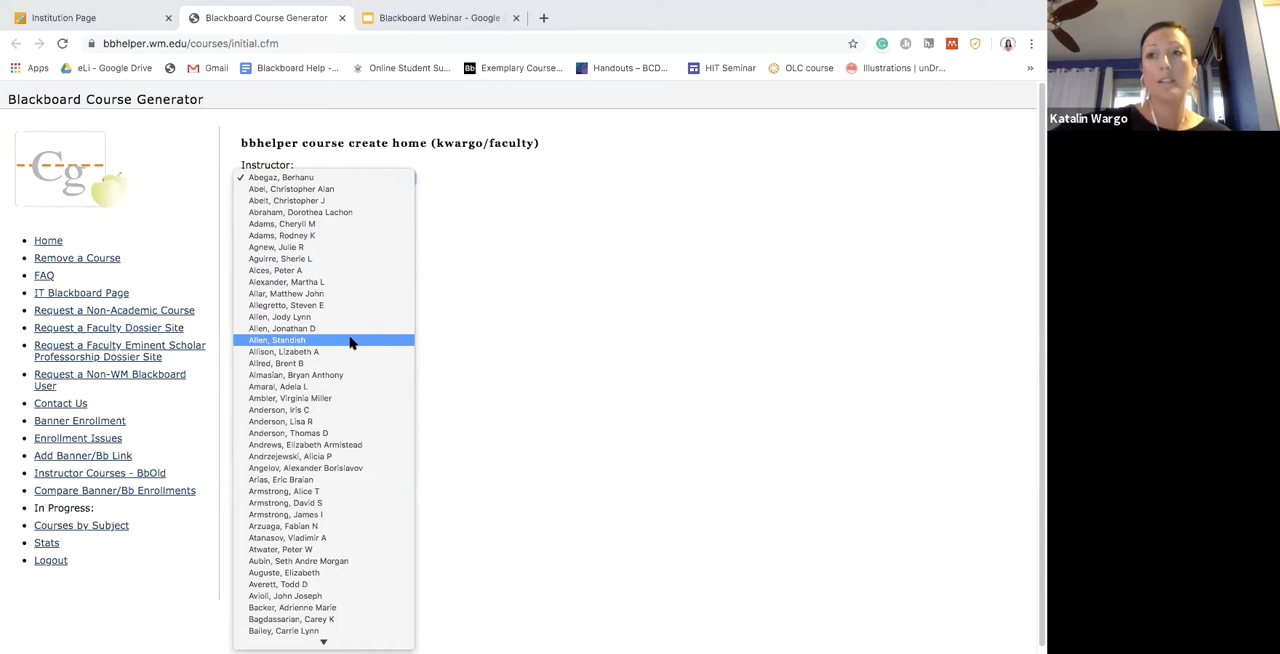 Institution Page
Blackboard Course Generator
Blackboard Webinar - Google
bbhelper.wm.edu/courses/initial.cfm
Apps
eLi - Google Drive
Gmail
Blackboard Help -...
Online Student Su...
Exemplary Course...
Handouts – BCD...
HIT Seminar
OLC course
Illustrations | unDr...
»
Katalin Wargo
Blackboard Course Generator
Cg
Home
Remove a Course
FAQ
IT Blackboard Page
Request a Non-Academic Course
Request a Faculty Dossier Site
Request a Faculty Eminent Scholar
Professorship Dossier Site
Request a Non-WM Blackboard
User
Contact Us
Banner Enrollment
Enrollment Issues
Add Banner/Bb Link
Instructor Courses - BbOld
Compare Banner/Bb Enrollments
In Progress:
Courses by Subject
Stats
Logout
bbhelper course create home (kwargo/faculty)
Instructor:
Abegaz, Berhanu
Abel, Christopher Alan
Abelt, Christopher J
Abraham, Dorothea Lachon
Adams, Cheryll M
Adams, Rodney K
Agnew, Julie R
Aguirre, Sherie L
Alces, Peter A
Alexander, Martha L
Allar, Matthew John
Allegretto, Steven E
Allen, Jody Lynn
Allen, Jonathan D
Allen, Standish
Allison, Lizabeth A
Allred, Brent B
Almasian, Bryan Anthony
Amaral, Adela L
Ambler, Virginia Miller
Anderson, Iris C
Anderson, Lisa R
Anderson, Thomas D
Andrews, Elizabeth Armistead
Andrzejewski, Alicia P
Angelov, Alexander Borislavov
Arias, Eric Braian
Armstrong, Alice T
Armstrong, David S
Armstrong, James I
Arzuaga, Fabian N
Atanasov, Vladimir A
Atwater, Peter W
Aubin, Seth Andre Morgan
Auguste, Elizabeth
Averett, Todd D
Avioli, John Joseph
Backer, Adrienne Marie
Bagdassarian, Carey K
Bailey, Carrie Lynn